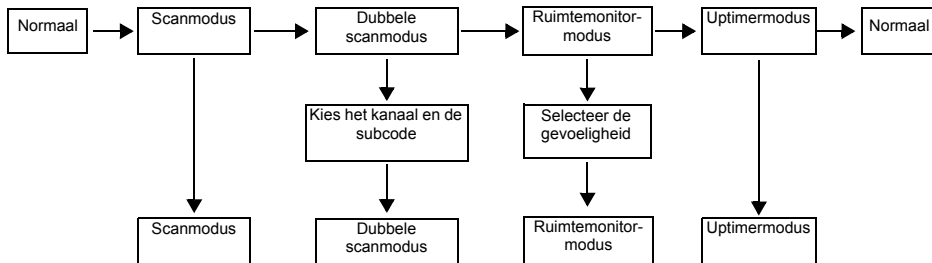 Normaal
Scanmodus
Dubbele
scanmodus
Ruimtemonitor-
modus
Uptimermodus
Normaal
Kies het kanaal en de
subcode
Selecteer de
gevoeligheid
Scanmodus
Dubbele
scanmodus
Ruimtemonitor-
modus
Uptimermodus